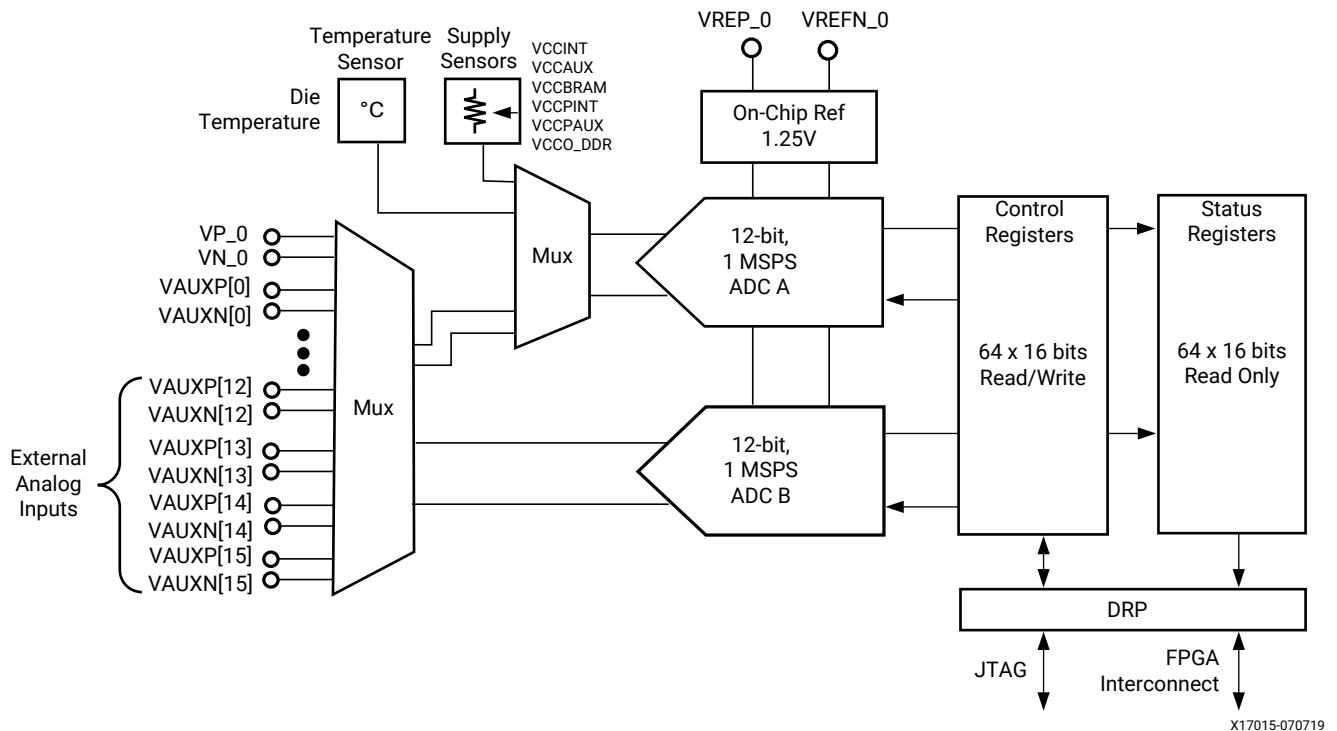 VREP_0
VREFN_0
Temperature
Sensor
Supply
Sensors
VCCINT
VCCAUX
VCCBRAM
VCCPINT
VCCPAUX
VCCO_DDR
Die
Temperature
°C
On-Chip Ref
1.25V
VP_0
VN_0
VAUXP[0]
VAUXN[0]
VAUXP[12]
VAUXN[12]
VAUXP[13]
VAUXN[13]
VAUXP[14]
VAUXN[14]
VAUXP[15]
VAUXN[15]
External
Analog
Inputs
Mux
Mux
12-bit,
1 MSPS
ADC A
12-bit,
1 MSPS
ADC B
Control
Registers
64 x 16 bits
Read/Write
Status
Registers
64 x 16 bits
Read Only
DRP
JTAG
FPGA
Interconnect
X17015-070719